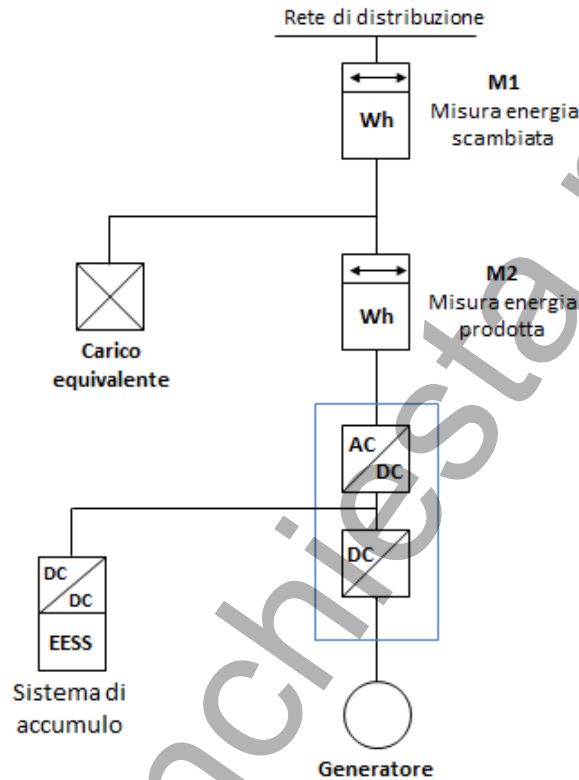 Rete di distribuzione
M1
Misura energia
scambiata
Wh
M2
Misura energia
prodotta
Wh
Carico
equivalente
AC
DC
DC
DC
DC
EESS
Sistema di
accumulo
Generatore
nchiesta